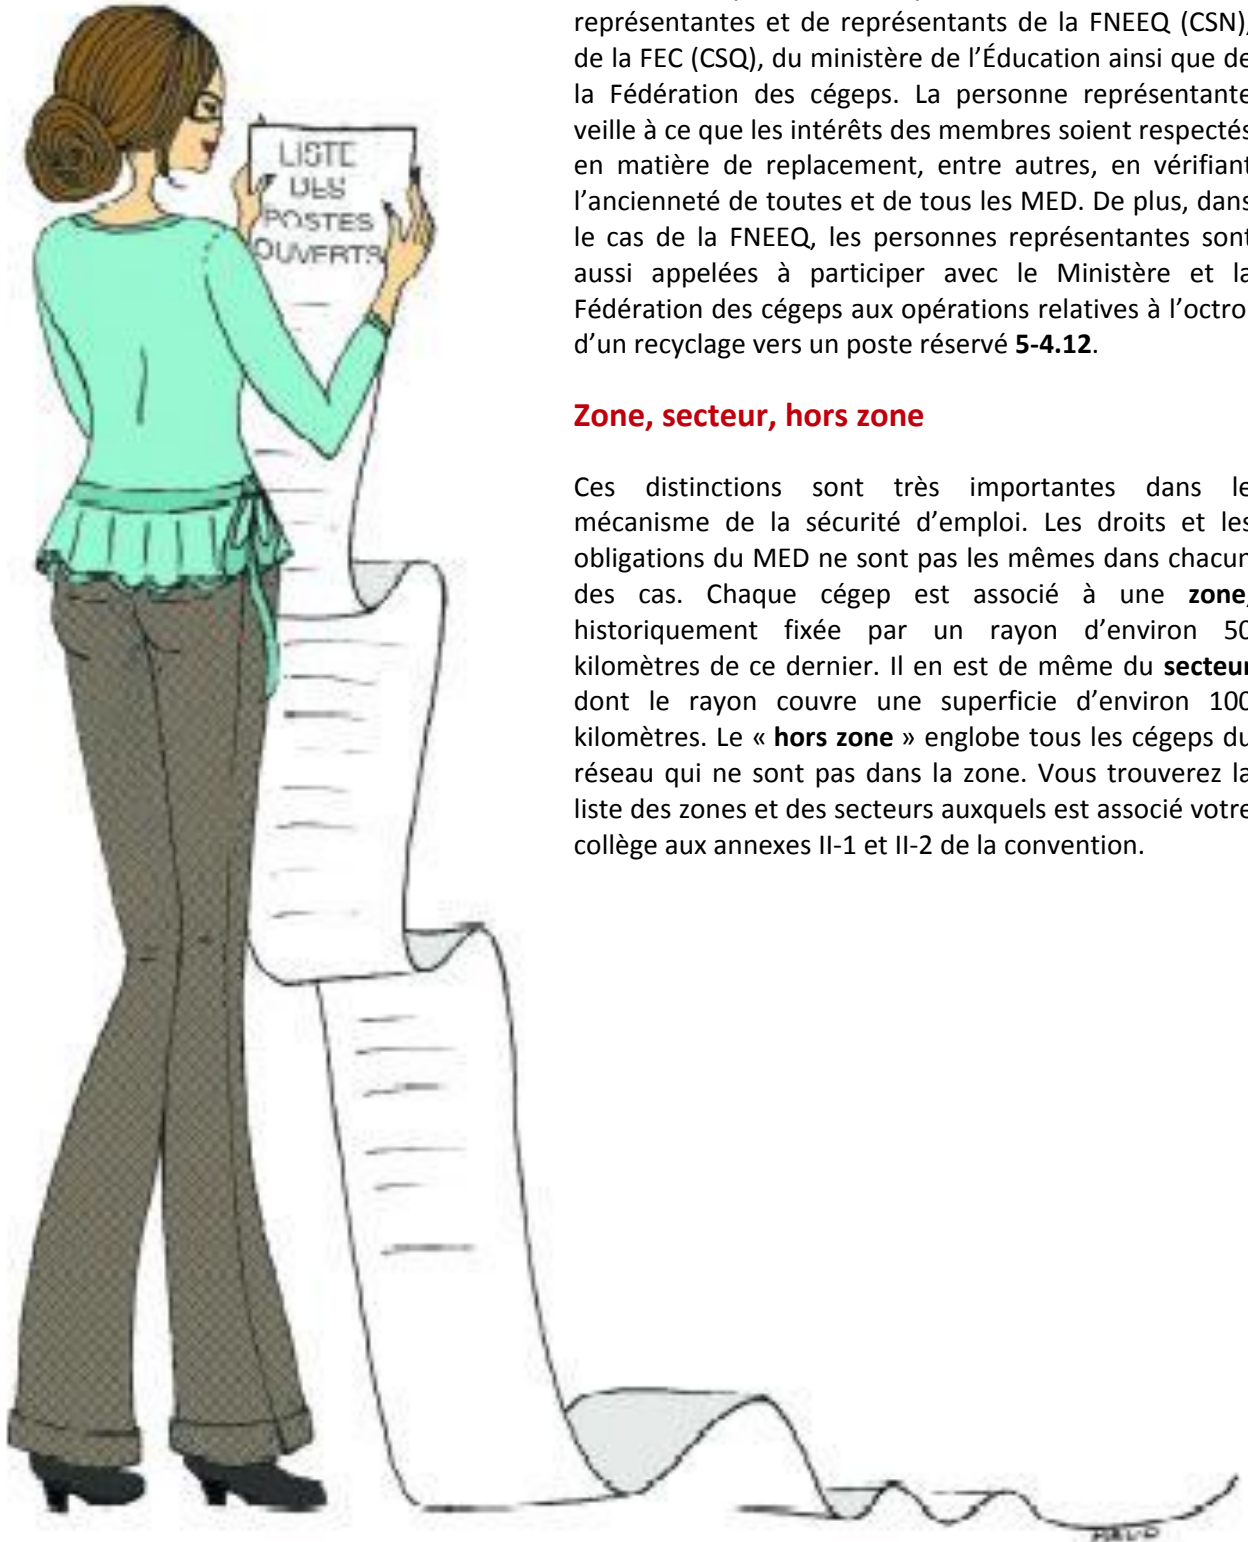 LISTE
DES
POSTES
OUVERTS
représentantes et de représentants de la FNEEQ (CSN),
de la FEC (CSQ), du ministère de l’Éducation ainsi que de
la Fédération des cégeps. La personne représentante
veille à ce que les intérêts des membres soient respectés
en matière de replacement, entre autres, en vérifiant
l’ancienneté de toutes et de tous les MED. De plus, dans
le cas de la FNEEQ, les personnes représentantes sont
aussi appelées à participer avec le Ministère et la
Fédération des cégeps aux opérations relatives à l’octroi
d’un recyclage vers un poste réservé 5-4.12.
Zone, secteur, hors zone
Ces distinctions sont très importantes dans le
mécanisme de la sécurité d’emploi. Les droits et les
obligations du MED ne sont pas les mêmes dans chacun
des cas. Chaque cégep est associé à une zone,
historiquement fixée par un rayon d’environ 50
kilomètres de ce dernier. Il en est de même du secteur
dont le rayon couvre une superficie d’environ 100
kilomètres. Le « hors zone » englobe tous les cégeps du
réseau qui ne sont pas dans la zone. Vous trouverez la
liste des zones et des secteurs auxquels est associé votre
collège aux annexes II-1 et II-2 de la convention.